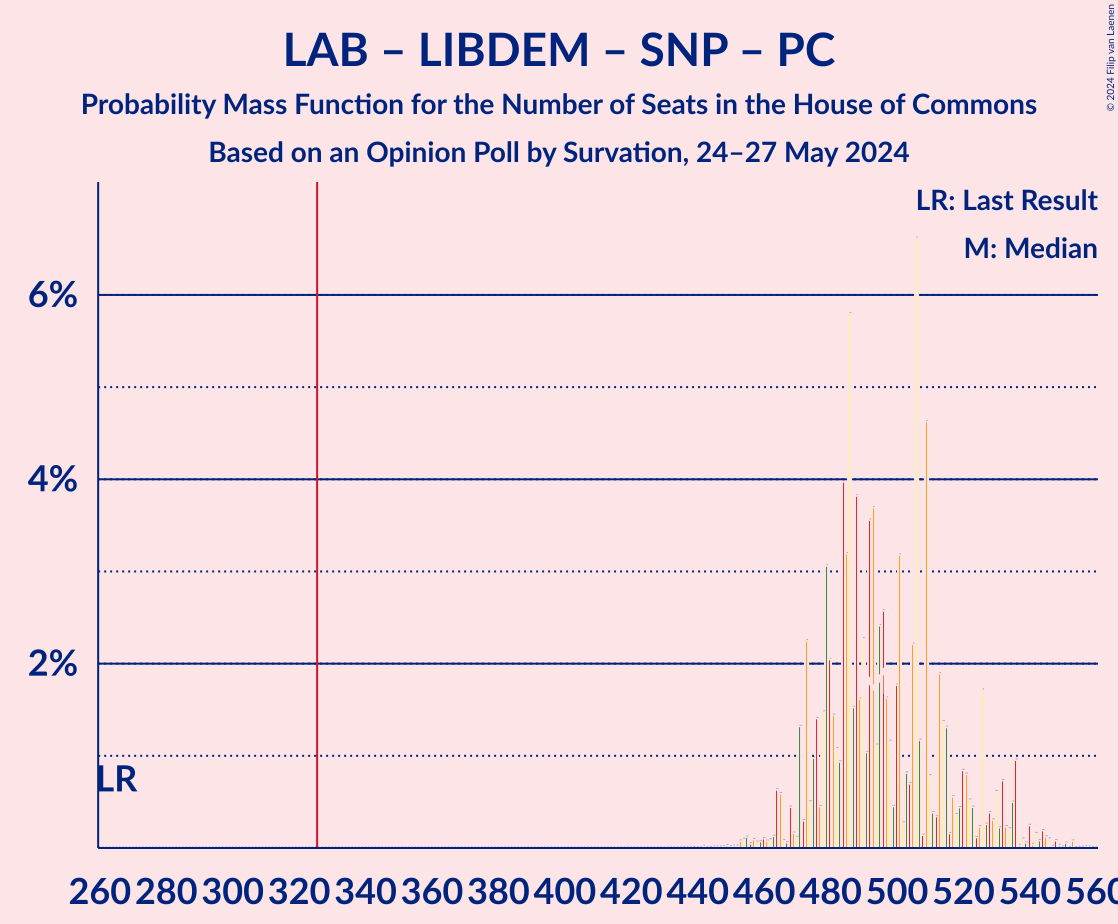 LAB – LIBDEM – SNP – PC
Probability Mass Function for the Number of Seats in the House of Commons
Based on an Opinion Poll by Survation, 24–27 May 2024
© 2024 Filip van Laenen
LR: Last Result
M: Median
6%
4%
2%
LR
260 280 300 320 340 360 380 400 420 440 460 480 500 520 540 560